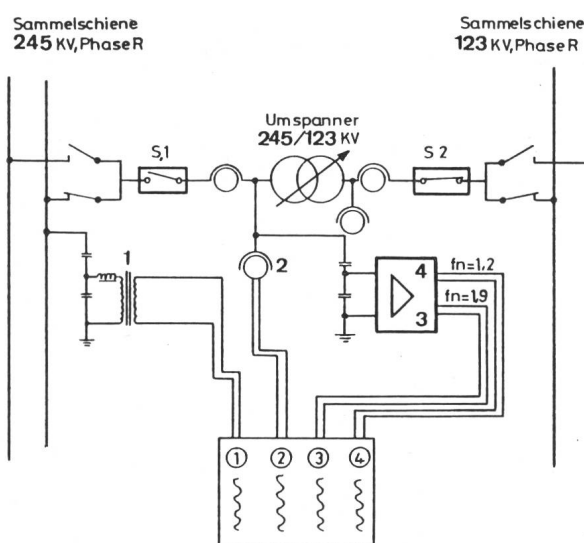 Sammelschiene
245 KV, Phase R
Sammelschiene
123 KV, Phase R
Umspanner
245/123 KV
S,1
S 2
1
2
4
3
fn=1,2
fn=1,9
1
2
3
4